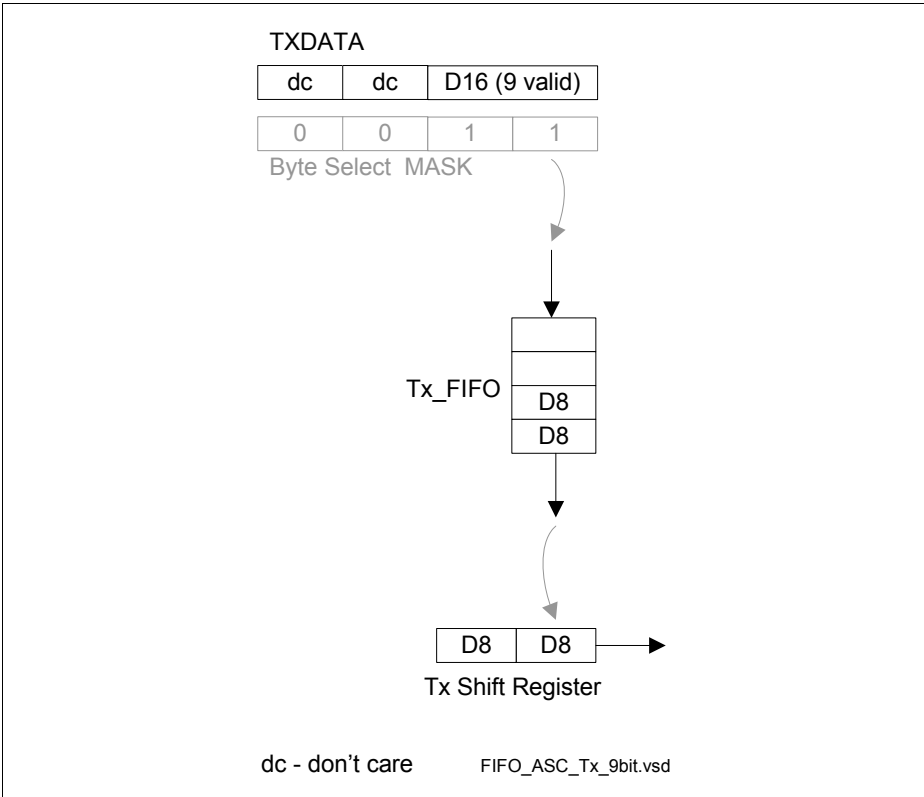 TXDATA
dc dc D16 (9 valid)
0 0 1 1
Byte Select MASK
Tx_FIFO
D8
D8
D8 D8
Tx Shift Register
dc - don't care FIFO_ASC_Tx_9bit.vsd